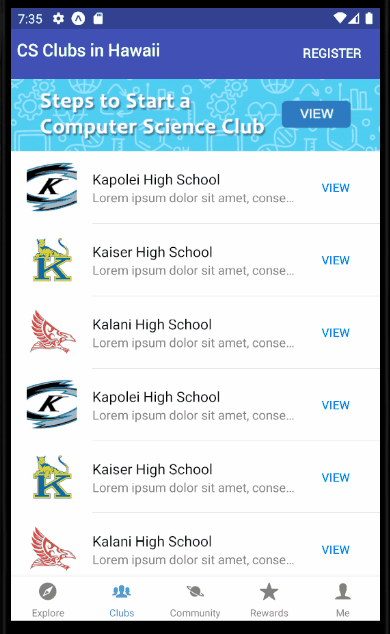 7:35
CS Clubs in Hawaii
REGISTER
Steps to Start a
Computer Science Club
VIEW
K
Kapolei High School
Lorem ipsum dolor sit amet, conse...
VIEW
K
Kaiser High School
Lorem ipsum dolor sit amet, conse...
VIEW
Kalani High School
Lorem ipsum dolor sit amet, conse...
VIEW
K
Kapolei High School
Lorem ipsum dolor sit amet, conse...
VIEW
K
Kaiser High School
Lorem ipsum dolor sit amet, conse...
VIEW
Kalani High School
Lorem ipsum dolor sit amet, conse...
VIEW
Explore
Clubs
Community
Rewards
Me